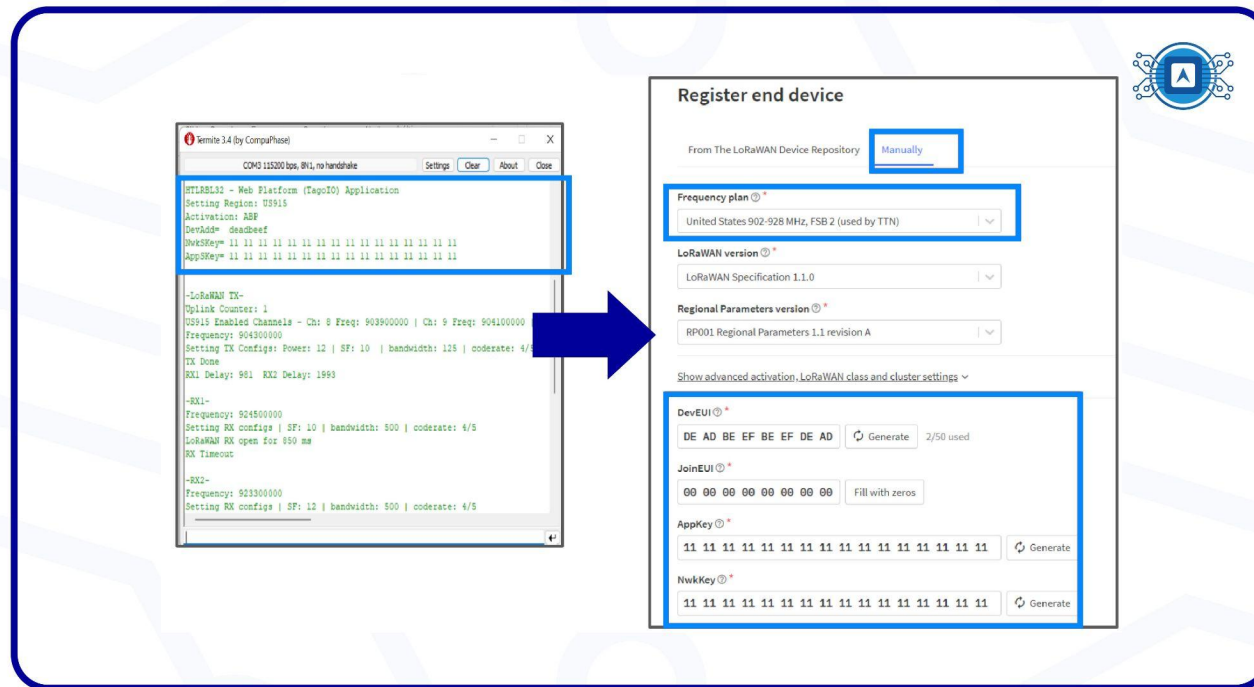 Termite 3.4 (by CompuPhase)
COM3 115200 bps, 8N1, no handshake
Settings
Clear
About
Close
HTLRBL32 - Web Platform (TagoIO) Application
Setting Region: US915
Activation: ABP
DevAdd= deadbeef
NwkSKey= 11 11 11 11 11 11 11 11 11 11 11 11 11 11 11 11
AppSKey= 11 11 11 11 11 11 11 11 11 11 11 11 11 11 11 11
-LoRaWAN TX-
Uplink Counter: 1
US915 Enabled Channels - Ch: 8 Freq: 903900000 | Ch: 9 Freq: 904100000 |
Frequency: 904300000
Setting TX Configs: Power: 12 | SF: 10 | bandwidth: 125 | coderate: 4/5
TX Done
RX1 Delay: 981 RX2 Delay: 1993
-RX1-
Frequency: 924500000
Setting RX configs | SF: 10 | bandwidth: 500 | coderate: 4/5
LoRaWAN RX open for 850 ms
RX Timeout
-RX2-
Frequency: 923300000
Setting RX configs | SF: 12 | bandwidth: 500 | coderate: 4/5
Register end device
From The LoRaWAN Device Repository
Manually
Frequency plan *
United States 902-928 MHz, FSB 2 (used by TTN)
LoRaWAN version *
LoRaWAN Specification 1.1.0
Regional Parameters version *
RP001 Regional Parameters 1.1 revision A
Show advanced activation, LoRaWAN class and cluster settings
DevEUI *
DE AD BE EF BE EF DE AD
Generate
2/50 used
JoinEUI *
00 00 00 00 00 00 00 00
Fill with zeros
AppKey *
11 11 11 11 11 11 11 11 11 11 11 11 11 11 11 11
Generate
NwkKey *
11 11 11 11 11 11 11 11 11 11 11 11 11 11 11 11
Generate